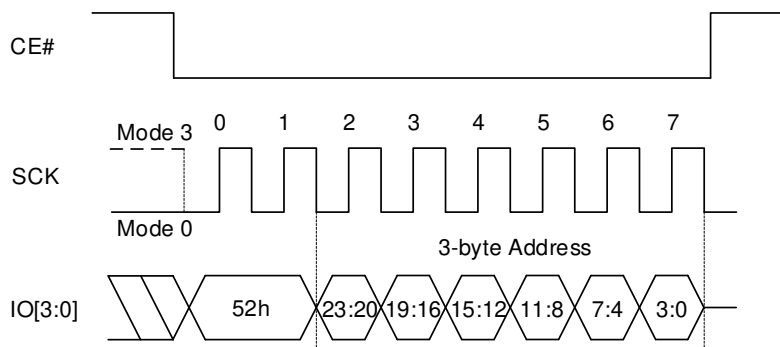 CE#
0 1 2 3 4 5 6 7
Mode 3
SCK
Mode 0
3-byte Address
IO[3:0] 52h 23:20 19:16 15:12 11:8 7:4 3:0